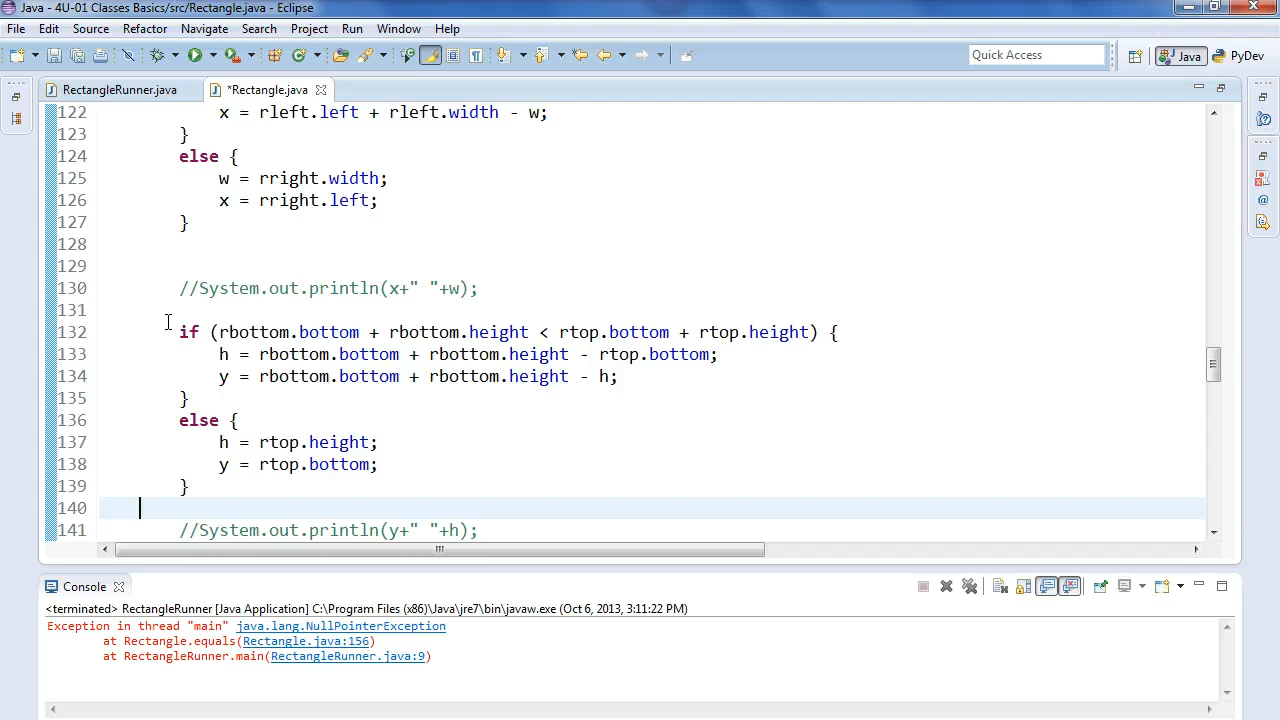 Java - 4U-01 Classes Basics/src/Rectangle.java - Eclipse
File Edit Source Refactor Navigate Search Project Run Window Help
Quick Access Java PyDev
RectangleRunner.java *Rectangle.java
122 x = rleft.left + rleft.width - w;
123 }
124 else {
125 w = rright.width;
126 x = rright.left;
127 }
128
129
130 //System.out.println(x+" "+w);
131
132 if (rbottom.bottom + rbottom.height < rtop.bottom + rtop.height) {
133 h = rbottom.bottom + rbottom.height - rtop.bottom;
134 y = rbottom.bottom + rbottom.height - h;
135 }
136 else {
137 h = rtop.height;
138 y = rtop.bottom;
139 }
140
141 //System.out.println(y+" "+h);
Console
<terminated> RectangleRunner [Java Application] C:\Program Files (x86)\Java\jre7\bin\javaw.exe (Oct 6, 2013, 3:11:22 PM)
Exception in thread "main" java.lang.NullPointerException
at Rectangle.equals(Rectangle.java:156)
at RectangleRunner.main(RectangleRunner.java:9)